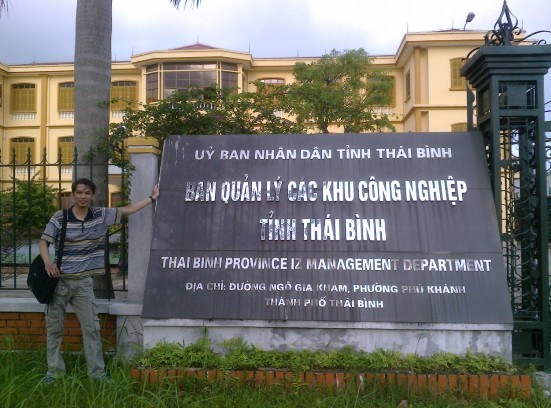 UỶ BAN NHÂN DÂN TỈNH THÁI BÌNH
BAN QUẢN LÝ CÁC KHU CÔNG NGHIỆP
TỈNH THÁI BÌNH
THAI BINH PROVINCE IZ MANAGEMENT DEPARTMENT
ĐỊA CHỈ: ĐƯỜNG NGÔ GIA KHẢM, PHƯỜNG PHÚ KHÁNH
THÀNH PHỐ THÁI BÌNH